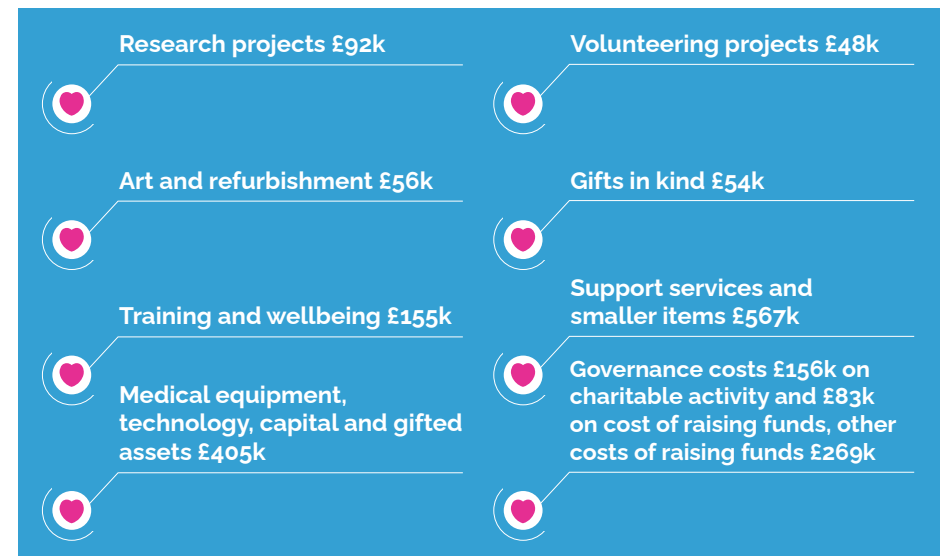 Research projects £92k
Volunteering projects £48k
Art and refurbishment £56k
Gifts in kind £54k
Training and wellbeing £155k
Support services and
smaller items £567k
Medical equipment,
technology, capital and gifted
assets £405k
Governance costs £156k on
charitable activity and £83k
on cost of raising funds, other
costs of raising funds £269k